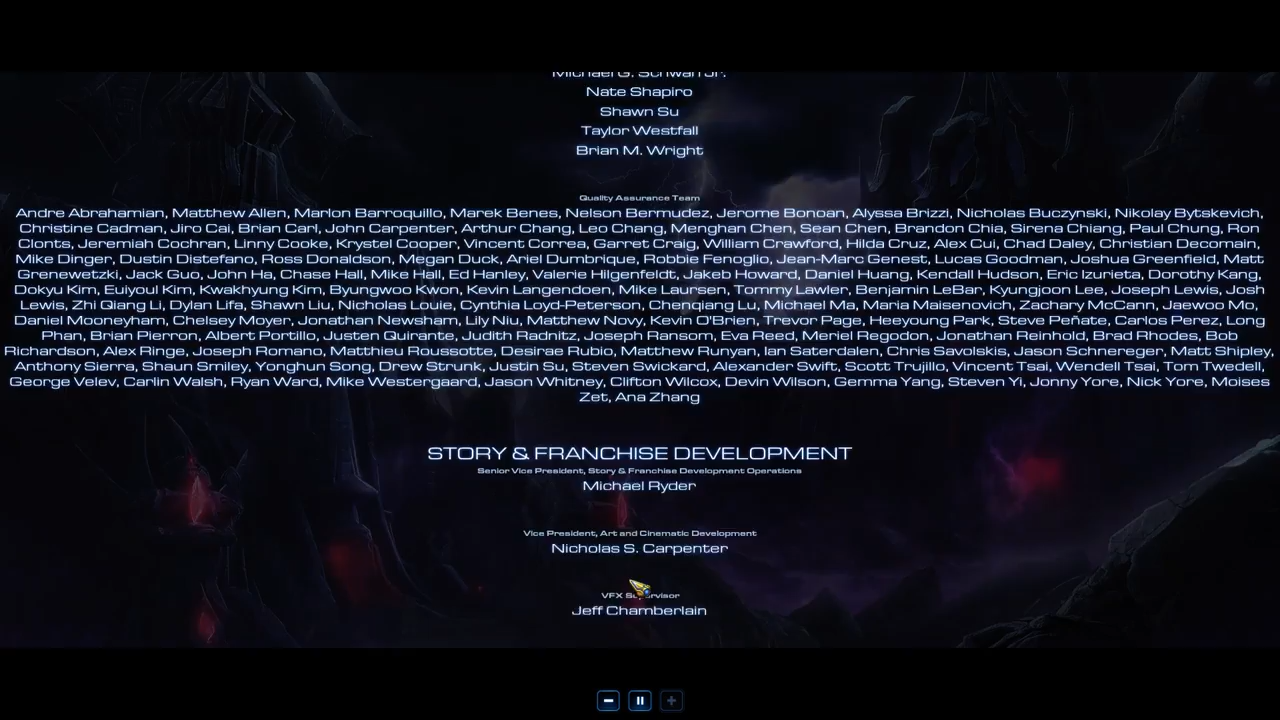 Michael G. Schwan Jr.
Nate Shapiro
Shawn Su
Taylor Westfall
Brian M. Wright
Quality Assurance Team
Andre Abrahamian, Matthew Allen, Marlon Barroquillo, Marek Benes, Nelson Bermudez, Jerome Bonoan, Alyssa Brizzi, Nicholas Buczynski, Nikolay Bytskevich,
Christine Cadman, Jiro Cai, Brian Carl, John Carpenter, Arthur Chang, Leo Chang, Menghan Chen, Sean Chen, Brandon Chia, Sirena Chiang, Paul Chung, Ron
Clonts, Jeremiah Cochran, Linny Cooke, Krystel Cooper, Vincent Correa, Garret Craig, William Crawford, Hilda Cruz, Alex Cui, Chad Daley, Christian Decomain,
Mike Dinger, Dustin Distefano, Ross Donaldson, Megan Duck, Ariel Dumbrique, Robbie Fenoglio, Jean-Marc Genest, Lucas Goodman, Joshua Greenfield, Matt
Grenewetzki, Jack Guo, John Ha, Chase Hall, Mike Hall, Ed Hanley, Valerie Hilgenfeldt, Jakeb Howard, Daniel Huang, Kendall Hudson, Eric Izurieta, Dorothy Kang,
Dokyu Kim, Euiyoul Kim, Kwakhyung Kim, Byungwoo Kwon, Kevin Langendoen, Mike Laursen, Tommy Lawler, Benjamin LeBar, Kyungjoon Lee, Joseph Lewis, Josh
Lewis, Zhi Qiang Li, Dylan Lifa, Shawn Liu, Nicholas Louie, Cynthia Loyd-Peterson, Chenqiang Lu, Michael Ma, Maria Maisenovich, Zachary McCann, Jaewoo Mo,
Daniel Mooneyham, Chelsey Moyer, Jonathan Newsham, Lily Niu, Matthew Novy, Kevin O'Brien, Trevor Page, Heeyoung Park, Steve Peñate, Carlos Perez, Long
Phan, Brian Pierron, Albert Portillo, Justen Quirante, Judith Radnitz, Joseph Ransom, Eva Reed, Meriel Regodon, Jonathan Reinhold, Brad Rhodes, Bob
Richardson, Alex Ringe, Joseph Romano, Matthieu Roussotte, Desirae Rubio, Matthew Runyan, Ian Saterdalen, Chris Savolskis, Jason Schnereger, Matt Shipley,
Anthony Sierra, Shaun Smiley, Yonghun Song, Drew Strunk, Justin Su, Steven Swickard, Alexander Swift, Scott Trujillo, Vincent Tsai, Wendell Tsai, Tom Twedell,
George Velev, Carlin Walsh, Ryan Ward, Mike Westergaard, Jason Whitney, Clifton Wilcox, Devin Wilson, Gemma Yang, Steven Yi, Jonny Yore, Nick Yore, Moises
Zet, Ana Zhang
STORY & FRANCHISE DEVELOPMENT
Senior Vice President, Story & Franchise Development Operations
Michael Ryder
Vice President, Art and Cinematic Development
Nicholas S. Carpenter
VFX Supervisor
Jeff Chamberlain